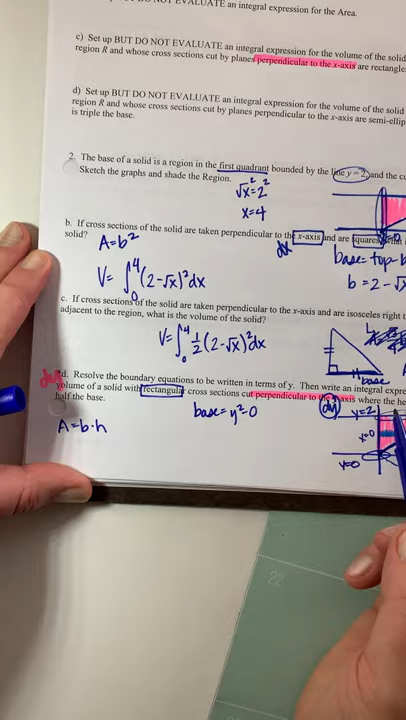 EVALUATE an integral expression for the Area.
c) Set up BUT DO NOT EVALUATE an integral expression for the volume of the solid
region R and whose cross sections cut by planes perpendicular to the x-axis are rectangle
d) Set up BUT DO NOT EVALUATE an integral expression for the volume of the solid
region R and whose cross sections cut by planes perpendicular to the x-axis are semi-ellip
is triple the base.
2. The base of a solid is a region in the first quadrant bounded by the line y = 2, and the cu
Sketch the graphs and shade the Region.
√x² = 2²
x=4
b. If cross sections of the solid are taken perpendicular to the x-axis and are squares
solid?
A=b²
dx
base= top-b
b = 2-√x
V= ∫₀⁴ (2-√x)² dx
c. If cross sections of the solid are taken perpendicular to the x-axis and are isosceles right t
adjacent to the region, what is the volume of the solid?
V= ∫₀⁴ ½ (2-√x)² dx
base
dy
d. Resolve the boundary equations to be written in terms of y. Then write an integral expre
volume of a solid with rectangular cross sections cut perpendicular to the axis where the he
half the base.
dy
y=2
base= y²-0
A=b·h
x=0
y=0
22